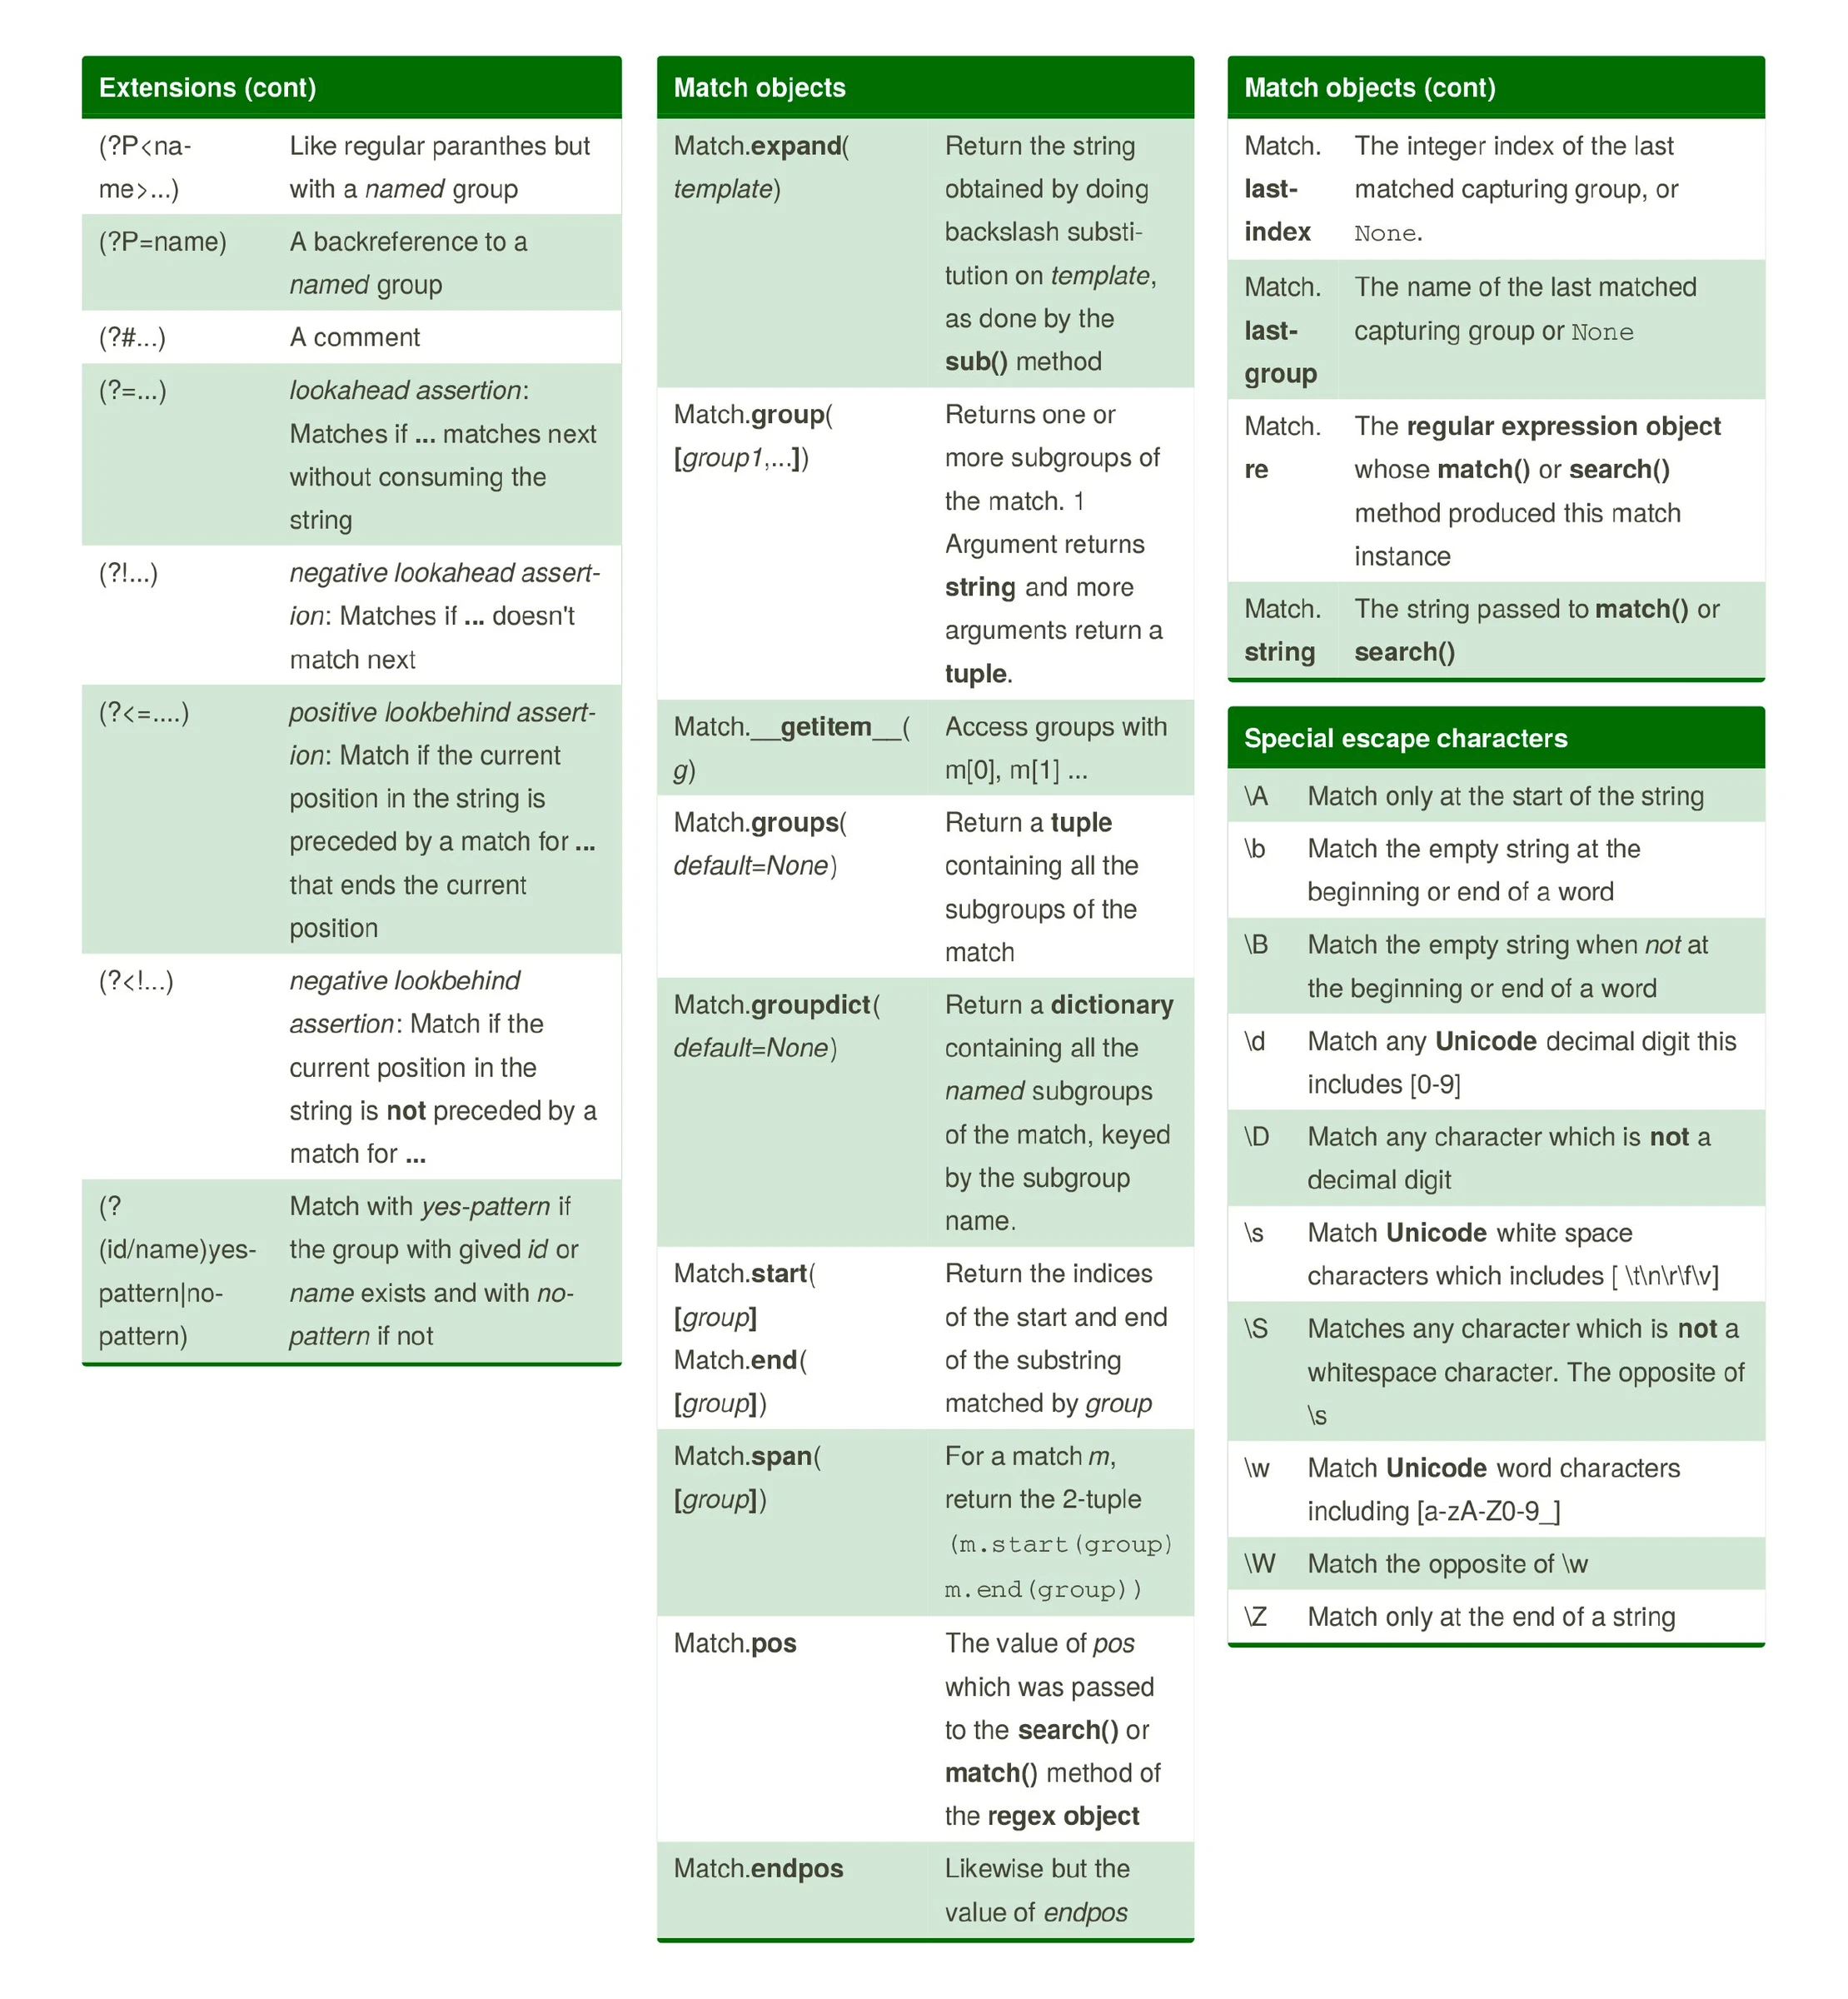 Extensions (cont)
(?P<na-
me>...)
Like regular paranthes but
with a named group
(?P=name)
A backreference to a
named group
(?#...)
A comment
(?=...)
lookahead assertion:
Matches if ... matches next
without consuming the
string
(?!...)
negative lookahead assert-
ion: Matches if ... doesn't
match next
(?<=....)
positive lookbehind assert-
ion: Match if the current
position in the string is
preceded by a match for ...
that ends the current
position
(?<!...)
negative lookbehind
assertion: Match if the
current position in the
string is not preceded by a
match for ...
(?
(id/name)yes-
pattern|no-
pattern)
Match with yes-pattern if
the group with gived id or
name exists and with no-
pattern if not
Match objects
Match.expand(
template)
Return the string
obtained by doing
backslash substi-
tution on template,
as done by the
sub() method
Match.group(
[group1,...])
Returns one or
more subgroups of
the match. 1
Argument returns
string and more
arguments return a
tuple.
Match.__getitem__(
g)
Access groups with
m[0], m[1] ...
Match.groups(
default=None)
Return a tuple
containing all the
subgroups of the
match
Match.groupdict(
default=None)
Return a dictionary
containing all the
named subgroups
of the match, keyed
by the subgroup
name.
Match.start(
[group]
Match.end(
[group])
Return the indices
of the start and end
of the substring
matched by group
Match.span(
[group])
For a match m,
return the 2-tuple
(m.start(group)
m.end(group))
Match.pos
The value of pos
which was passed
to the search() or
match() method of
the regex object
Match.endpos
Likewise but the
value of endpos
Match objects (cont)
Match.
last-
index
The integer index of the last
matched capturing group, or
None.
Match.
last-
group
The name of the last matched
capturing group or None
Match.
re
The regular expression object
whose match() or search()
method produced this match
instance
Match.
string
The string passed to match() or
search()
Special escape characters
\A Match only at the start of the string
\b Match the empty string at the
beginning or end of a word
\B Match the empty string when not at
the beginning or end of a word
\d Match any Unicode decimal digit this
includes [0-9]
\D Match any character which is not a
decimal digit
\s Match Unicode white space
characters which includes [ \t\n\r\f\v]
\S Matches any character which is not a
whitespace character. The opposite of
\s
\w Match Unicode word characters
including [a-zA-Z0-9_]
\W Match the opposite of \w
\Z Match only at the end of a string